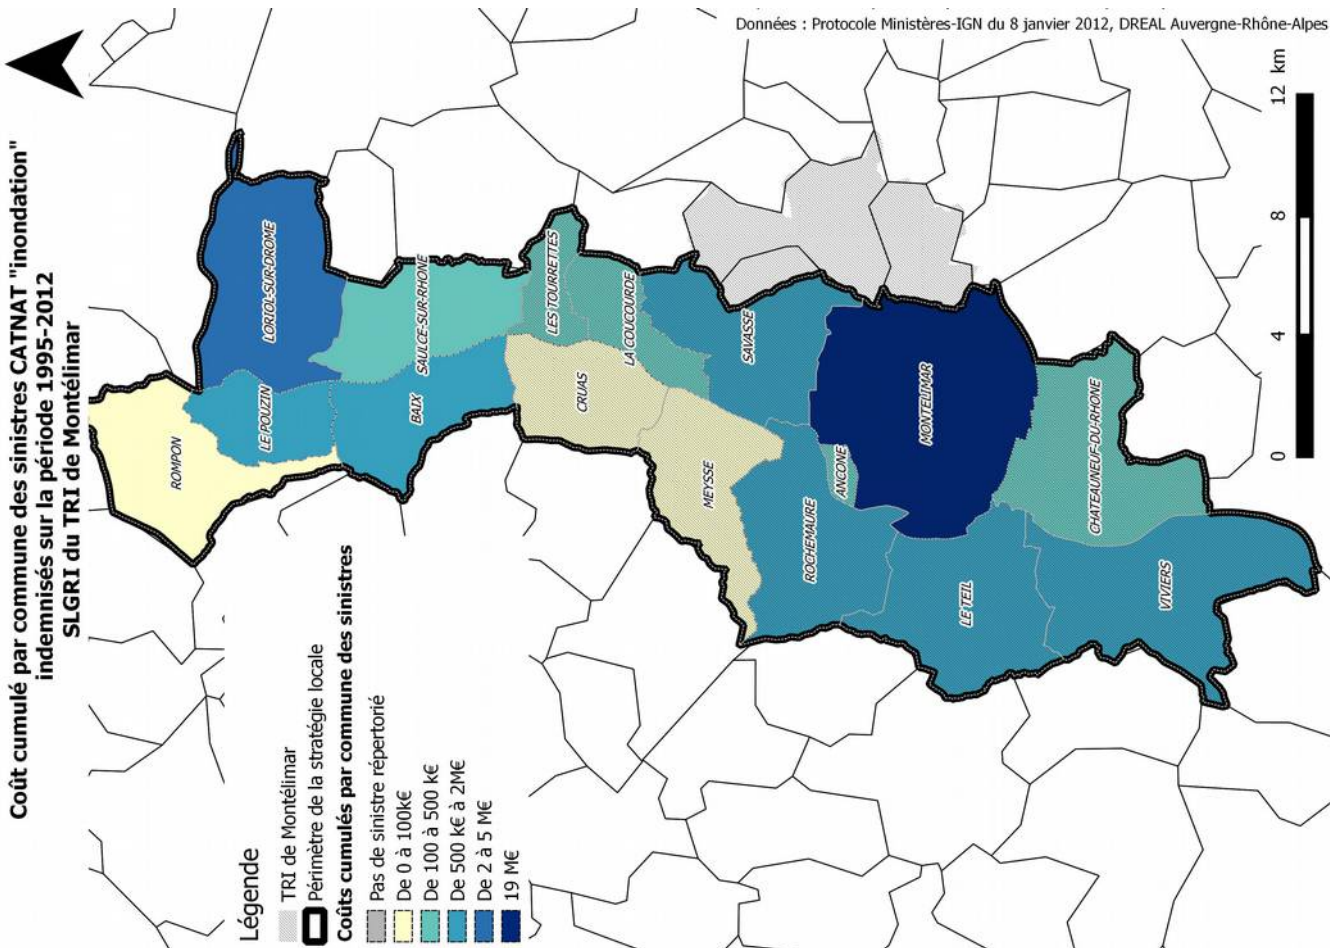 Coût cumulé par commune des sinistres CATNAT "inondation"
indemnisés sur la période 1995-2012
SLGRI du TRI de Montélimar
Données : Protocole Ministères-IGN du 8 janvier 2012, DREAL Auvergne-Rhône-Alpes
ROMPON
LE POUZIN
LORIOL-SUR-DROME
BAIX
SAULCE-SUR-RHONE
CRUAS
LES TOURRETTES
LA COUCOURDE
MEYSSE
SAVASSE
ROCHEMAURE
ANCONE
MONTELIMAR
LE TEIL
CHATEAUNEUF-DU-RHONE
VIVIERS
Légende
TRI de Montélimar
Périmètre de la stratégie locale
Coûts cumulés par commune des sinistres
Pas de sinistre répertorié
De 0 à 100k€
De 100 à 500 k€
De 500 k€ à 2M€
De 2 à 5 M€
19 M€
0 4 8 12 km